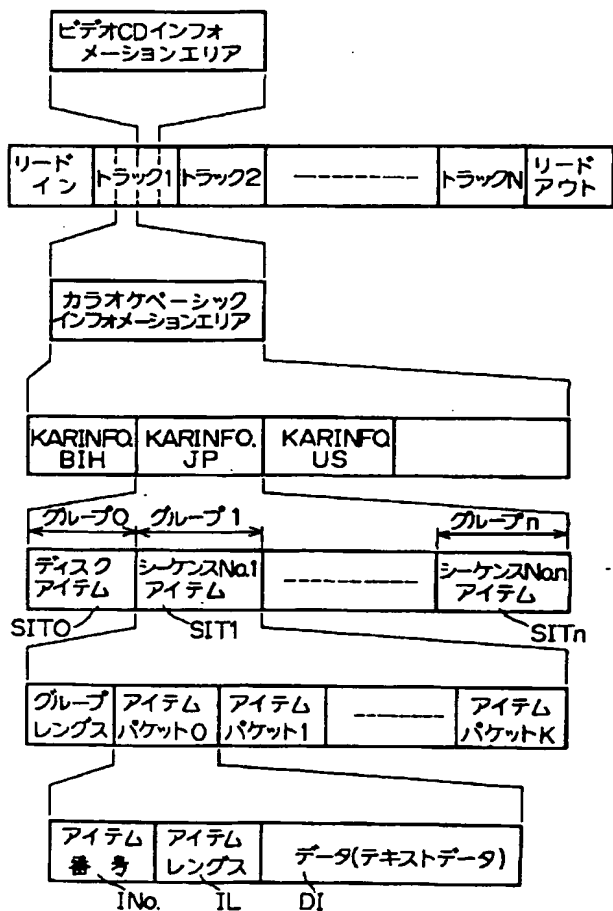 ビデオCDインフォ
メーションエリア
リード
イン
トラック1
トラック2
トラックN
リード
アウト
カラオケベーシック
インフォメーションエリア
KARINFO.
BIH
KARINFO.
JP
KARINFO.
US
グループ0
グループ1
グループn
ディスク
アイテム
シーケンスNo.1
アイテム
シーケンスNo.n
アイテム
SIT0
SIT1
SITn
グループ
レングス
アイテム
パケット0
アイテム
パケット1
アイテム
パケットK
アイテム
番号
アイテム
レングス
データ(テキストデータ)
INo.
IL
DI